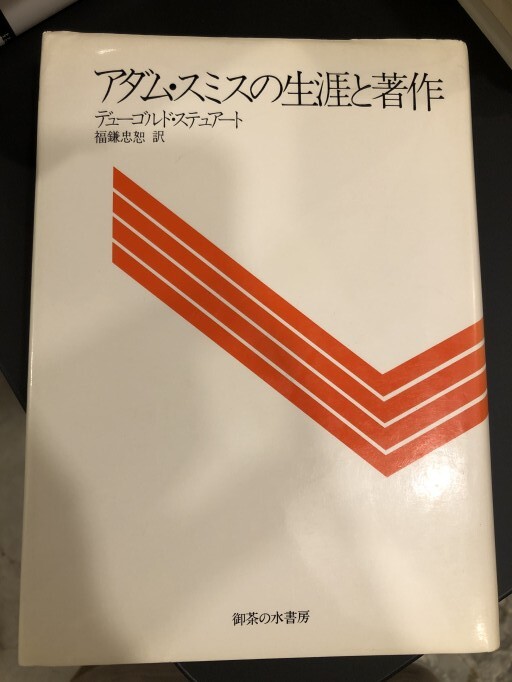 アダム・スミスの生涯と著作
デューゴルド・ステュアート
福鎌忠恕 訳
御茶の水書房